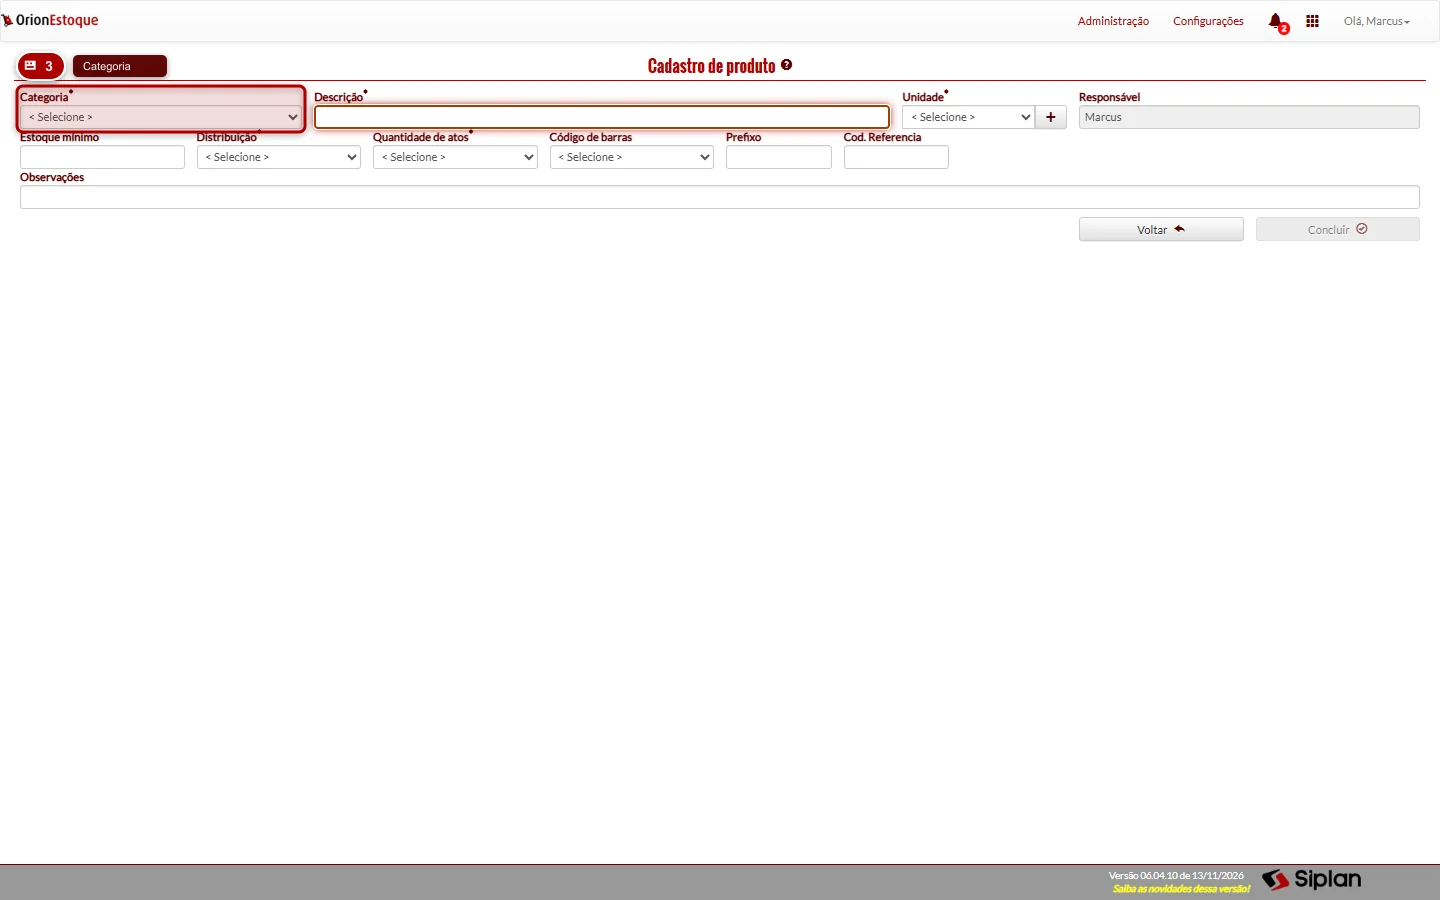 OrionEstoque
Administração Configurações 2 Olá, Marcus
3 Categoria
Cadastro de produto ?
Categoria* Descrição* Unidade* Responsável
< Selecione > < Selecione > + Marcus
Estoque mínimo Distribuição* Quantidade de atos* Código de barras Prefixo Cod. Referencia
< Selecione > < Selecione > < Selecione >
Observações
Voltar Concluir
Versão 06.04.10 de 13/11/2026
Saiba as novidades dessa versão!
Siplan